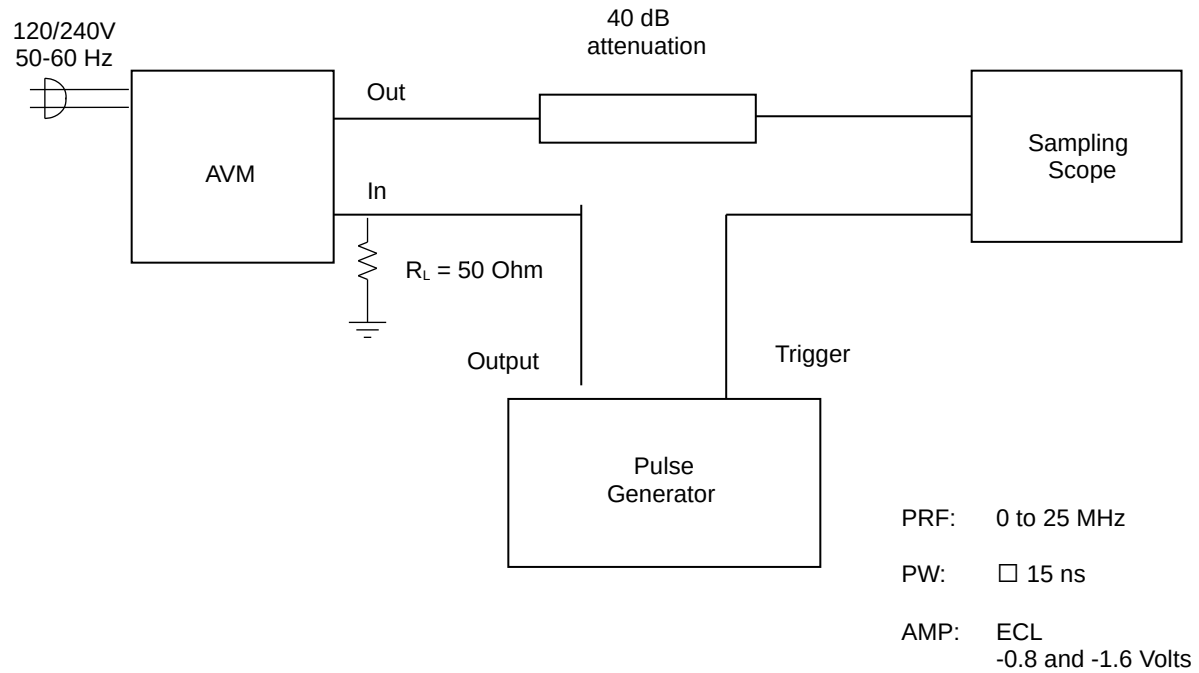 120/240V
50-60 Hz
40 dB
attenuation
Out
AVM
Sampling
Scope
In
RL = 50 Ohm
Output
Trigger
Pulse
Generator
PRF: 0 to 25 MHz
PW: □ 15 ns
AMP: ECL
-0.8 and -1.6 Volts